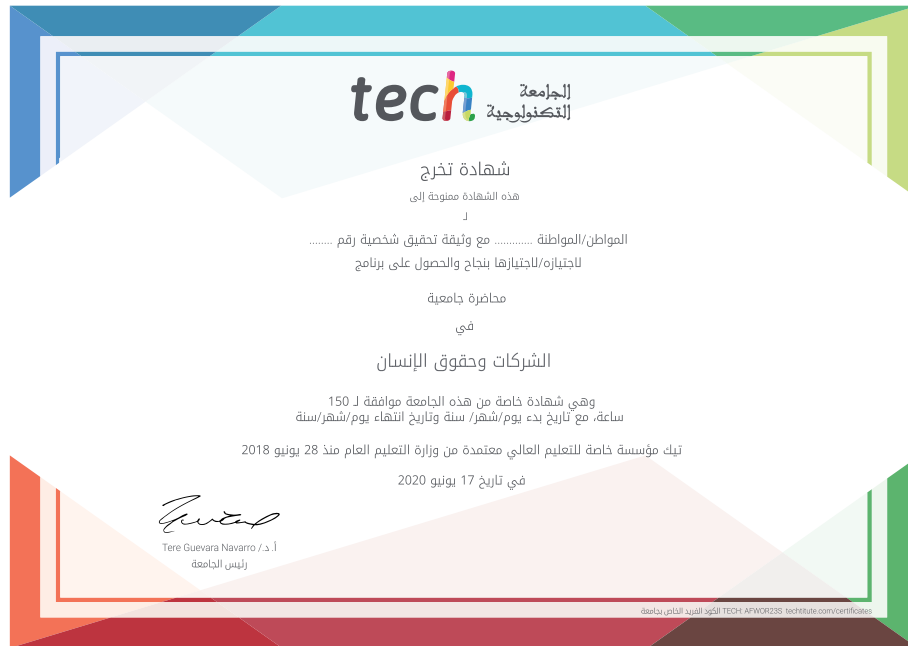 tech الجامعة
التكنولوجية
شهادة تخرج
هذه الشهادة ممنوحة إلى
لـ
المواطن/المواطنة ............. مع وثيقة تحقيق شخصية رقم ........
لاجتيازه/لاجتيازها بنجاح والحصول على برنامج
محاضرة جامعية
في
الشركات وحقوق الإنسان
وهي شهادة خاصة من هذه الجامعة موافقة لـ 150
ساعة، مع تاريخ بدء يوم/شهر/ سنة وتاريخ انتهاء يوم/شهر/سنة
تيك مؤسسة خاصة للتعليم العالي معتمدة من وزارة التعليم العام منذ 28 يونيو 2018
في تاريخ 17 يونيو 2020
أ. د./ Tere Guevara Navarro
رئيس الجامعة
الكود الفريد الخاص بجامعة TECH: AFWOR23S techtitute.com/certificates